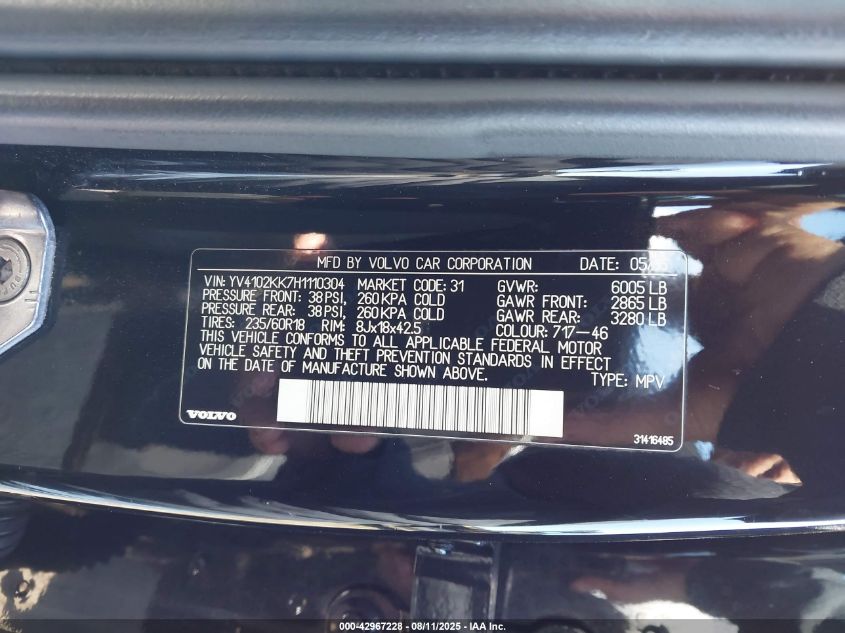 MFD BY VOLVO CAR CORPORATION DATE: 05/
VIN: YV4102KK7H1110304 MARKET CODE: 31 GVWR: 6005 LB
PRESSURE FRONT: 38 PSI, 260 KPA COLD GAWR FRONT: 2865 LB
PRESSURE REAR: 38 PSI, 260 KPA COLD GAWR REAR: 3280 LB
TIRES: 235/60R18 RIM: 8Jx18x42.5 COLOUR: 717-46
THIS VEHICLE CONFORMS TO ALL APPLICABLE FEDERAL MOTOR
VEHICLE SAFETY AND THEFT PREVENTION STANDARDS IN EFFECT
ON THE DATE OF MANUFACTURE SHOWN ABOVE. TYPE: MPV
VOLVO
31416485
000-42967228 - 08/11/2025 - IAA Inc.